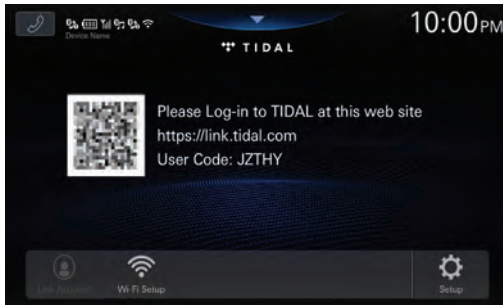 Device Name
10:00PM
TIDAL
Please Log-in to TIDAL at this web site
https://link.tidal.com
User Code: JZTHY
Link Account
Wi-Fi Setup
Setup